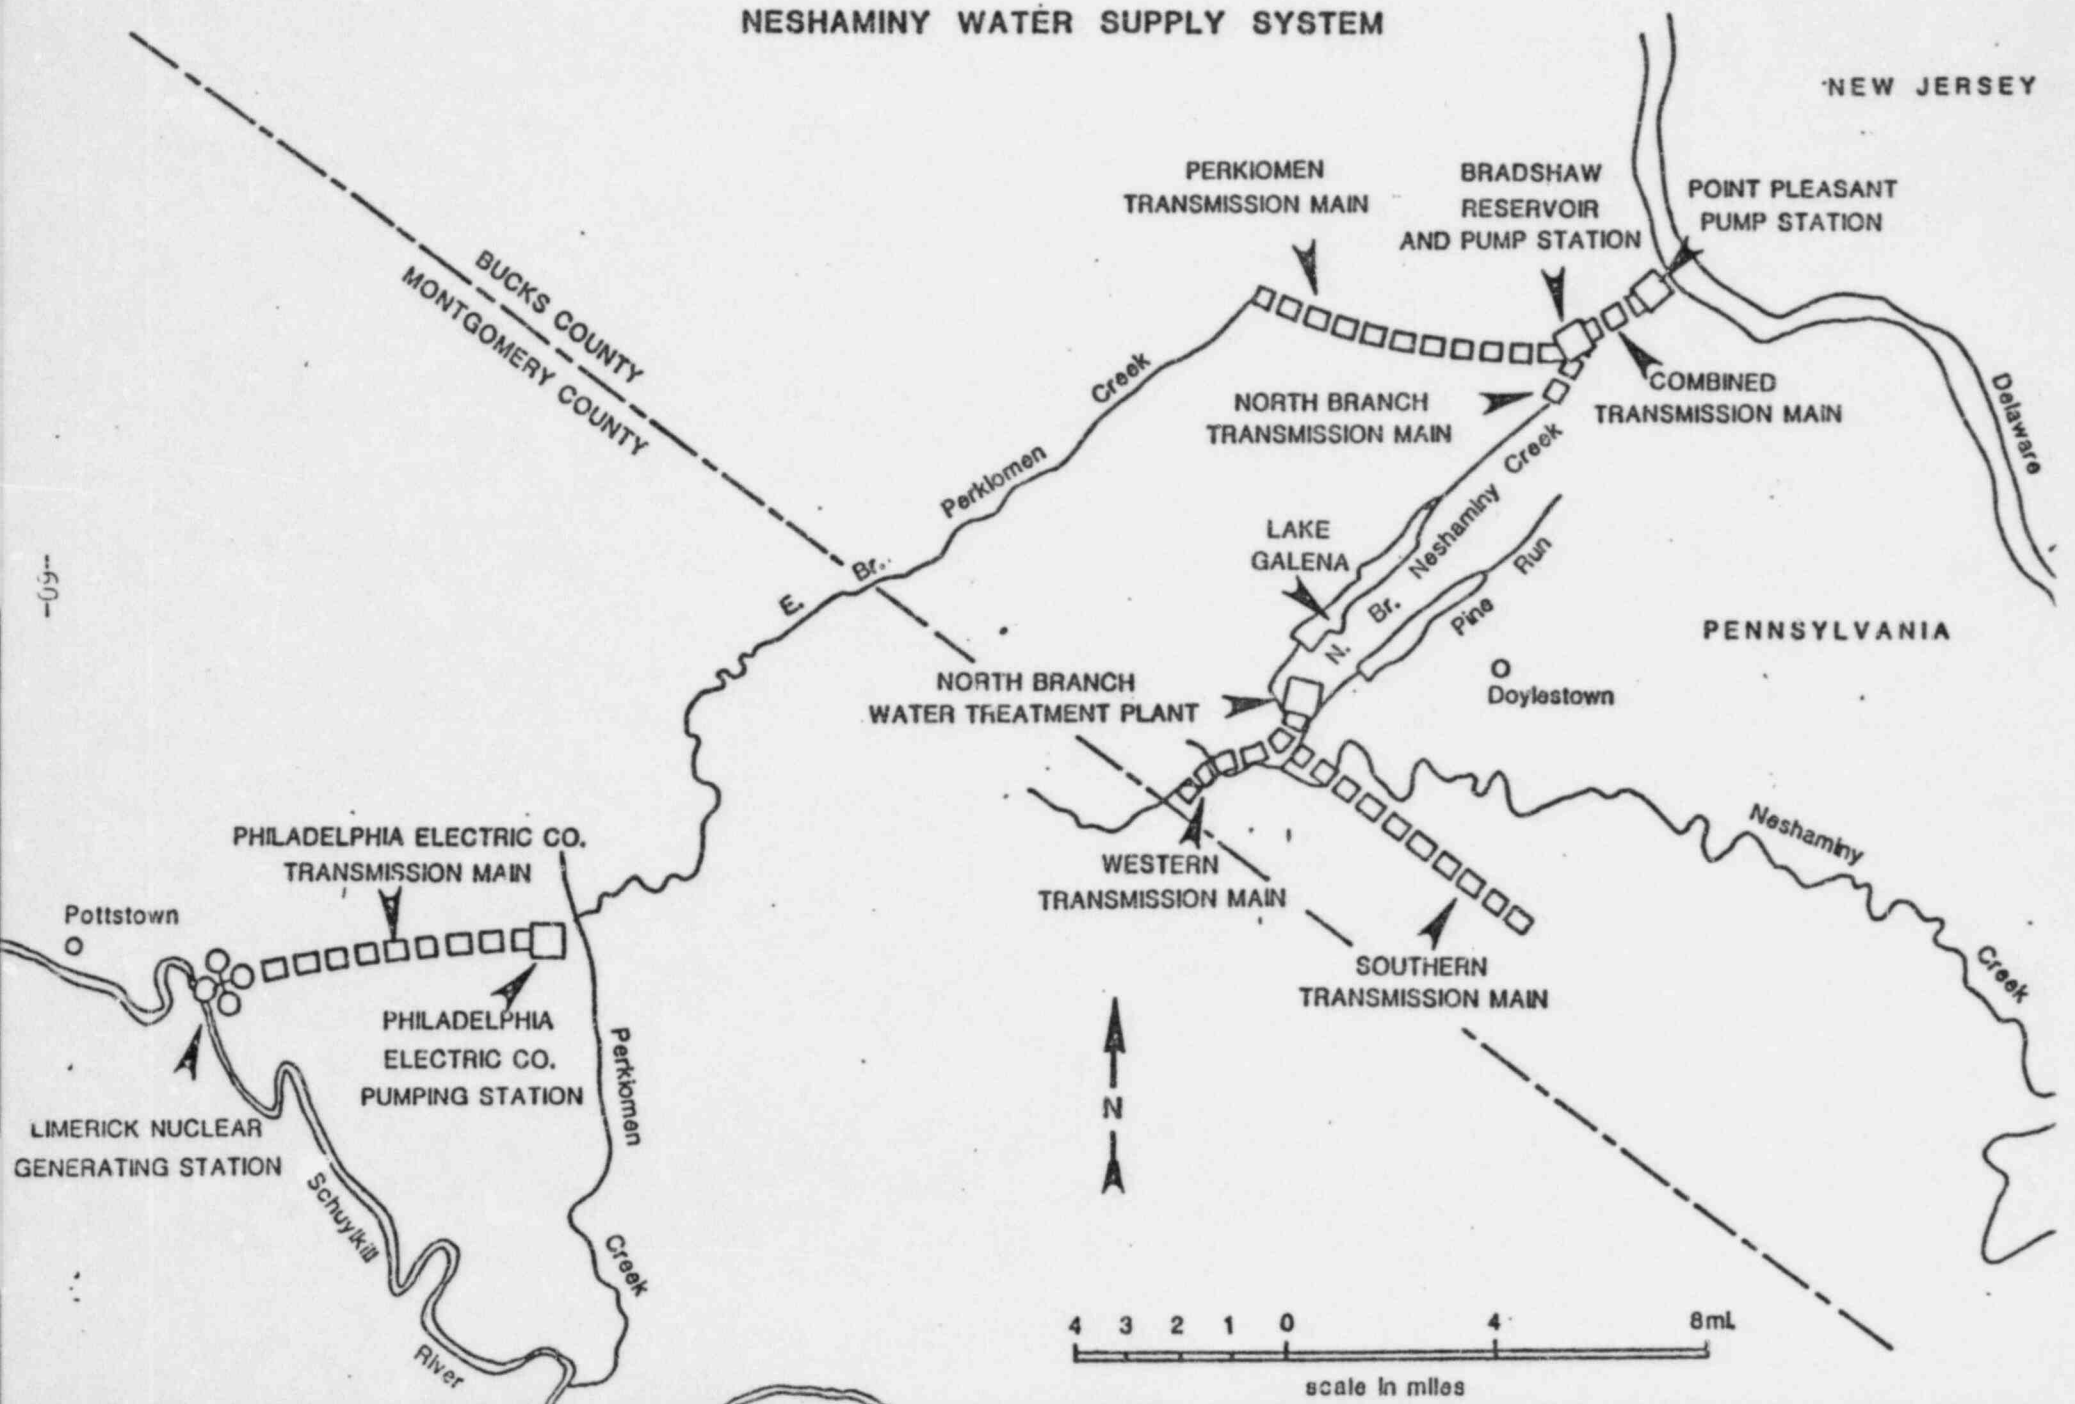 NESHAMINY WATER SUPPLY SYSTEM
NEW JERSEY
PERKIOMEN
TRANSMISSION MAIN
BRADSHAW
RESERVOIR
AND PUMP STATION
POINT PLEASANT
PUMP STATION
BUCKS COUNTY
MONTGOMERY COUNTY
Creek
Perkiomen
Br.
E.
NORTH BRANCH
TRANSMISSION MAIN
COMBINED
TRANSMISSION MAIN
Delaware
Creek
Neshaminy
Br.
N.
LAKE
GALENA
Run
Pine
-60-
PENNSYLVANIA
Doylestown
NORTH BRANCH
WATER TREATMENT PLANT
Neshaminy
Creek
PHILADELPHIA ELECTRIC CO.
TRANSMISSION MAIN
WESTERN
TRANSMISSION MAIN
Pottstown
SOUTHERN
TRANSMISSION MAIN
PHILADELPHIA
ELECTRIC CO.
PUMPING STATION
Perkiomen
Creek
N
LIMERICK NUCLEAR
GENERATING STATION
Schuylkill
River
4 3 2 1 0 4 8mi.
scale in miles